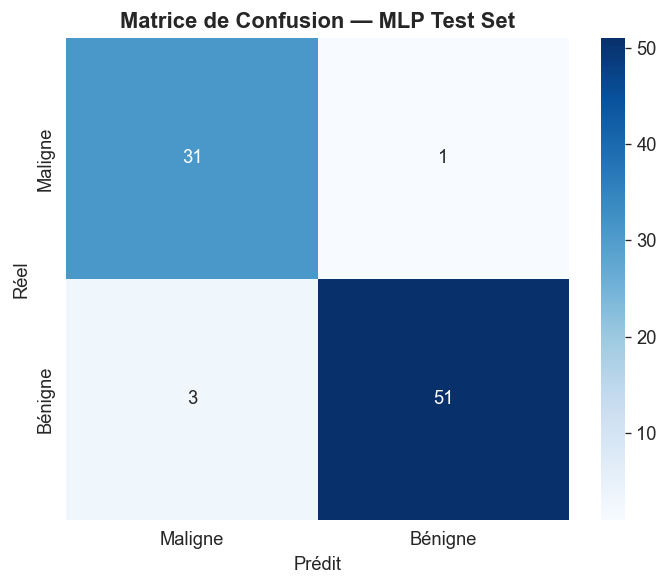 Matrice de Confusion — MLP Test Set
Maligne
31
1
50
40
30
20
10
Réel
Bénigne
3
51
Maligne
Bénigne
Prédit